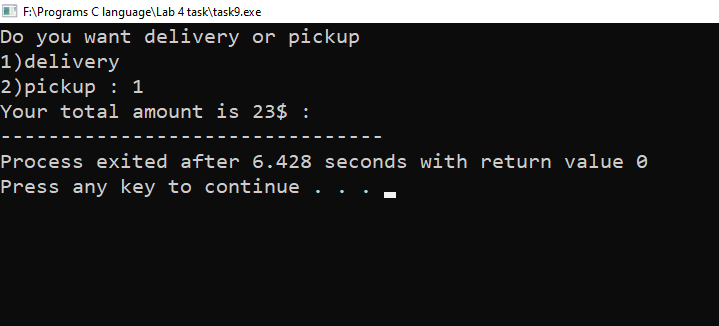 F:\Programs C language\Lab 4 task\task9.exe
Do you want delivery or pickup
1)delivery
2)pickup : 1
Your total amount is 23$ :
--------------------------------
Process exited after 6.428 seconds with return value 0
Press any key to continue . . .